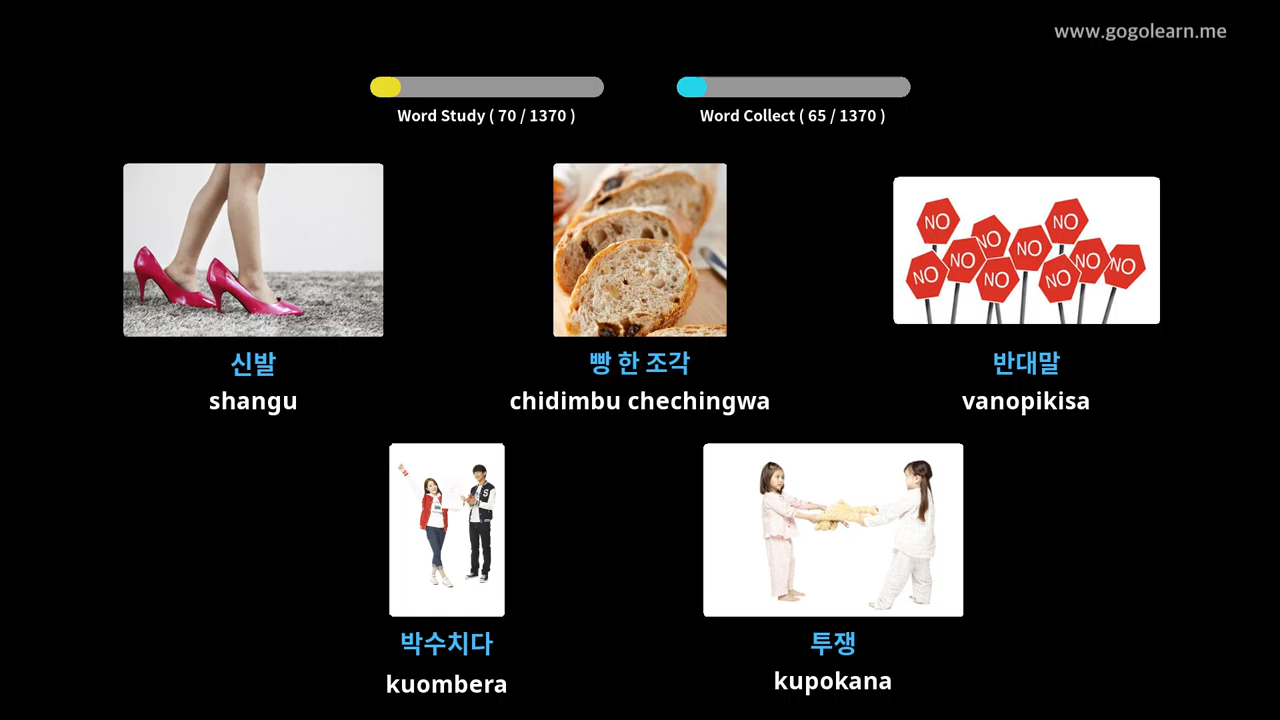 www.gogolearn.me
Word Study ( 70 / 1370 )
Word Collect ( 65 / 1370 )
NO
NO
NO
NO
NO
NO
NO
NO
NO
NO
신발
shangu
빵 한 조각
chidimbu chechingwa
반대말
vanopikisa
S
박수치다
kuombera
투쟁
kupokana